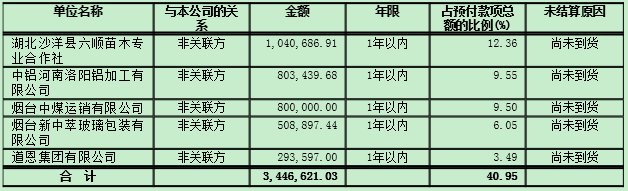 单位名称 与本公司的关系 金额 年限 占预付款项总额的比例(%) 未结算原因
湖北沙洋县六顺苗木专业合作社 非关联方 1,040,686.91 1年以内 12.36 尚未到货
中铝河南洛阳铝加工有限公司 非关联方 803,439.68 1年以内 9.55 尚未到货
烟台中煤运销有限公司 非关联方 800,000.00 1年以内 9.50 尚未到货
烟台新中萃玻璃包装有限公司 非关联方 508,897.44 1年以内 6.05 尚未到货
道恩集团有限公司 非关联方 293,597.00 1年以内 3.49 尚未到货
合 计 3,446,621.03 40.95